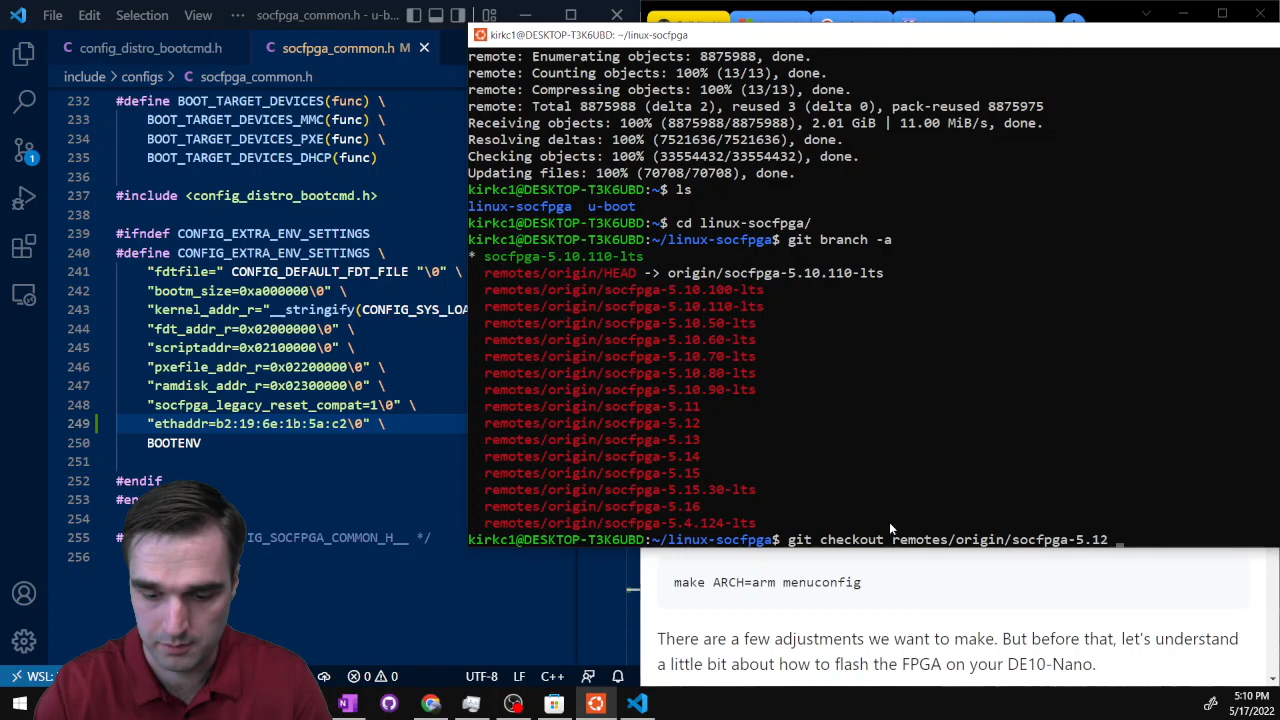 File Edit Selection View ··· socfpga_common.h - u-b
config_distro_bootcmd.h socfpga_common.h M
include > configs > socfpga_common.h
232 #define BOOT_TARGET_DEVICES(func) \
233 BOOT_TARGET_DEVICES_MMC(func) \
234 BOOT_TARGET_DEVICES_PXE(func) \
235 BOOT_TARGET_DEVICES_DHCP(func)
236
237 #include <config_distro_bootcmd.h>
238
239 #ifndef CONFIG_EXTRA_ENV_SETTINGS
240 #define CONFIG_EXTRA_ENV_SETTINGS \
241 "fdtfile=" CONFIG_DEFAULT_FDT_FILE "\0" \
242 "bootm_size=0xa000000\0" \
243 "kernel_addr_r="__stringify(CONFIG_SYS_LOA
244 "fdt_addr_r=0x02000000\0" \
245 "scriptaddr=0x02100000\0" \
246 "pxefile_addr_r=0x02200000\0" \
247 "ramdisk_addr_r=0x02300000\0" \
248 "socfpga_legacy_reset_compat=1\0" \
249 "ethaddr=b2:19:6e:1b:5a:c2\0" \
250 BOOTENV
251
252 #endif
253 #en
254
255 IG_SOCFPGA_COMMON_H__ */
256
WSL: 0 0 UTF-8 LF C++
kirkc1@DESKTOP-T3K6UBD: ~/linux-socfpga
remote: Enumerating objects: 8875988, done.
remote: Counting objects: 100% (13/13), done.
remote: Compressing objects: 100% (13/13), done.
remote: Total 8875988 (delta 2), reused 3 (delta 0), pack-reused 8875975
Receiving objects: 100% (8875988/8875988), 2.01 GiB | 11.00 MiB/s, done.
Resolving deltas: 100% (7521636/7521636), done.
Checking objects: 100% (33554432/33554432), done.
Updating files: 100% (70708/70708), done.
kirkc1@DESKTOP-T3K6UBD:~$ ls
linux-socfpga u-boot
kirkc1@DESKTOP-T3K6UBD:~$ cd linux-socfpga/
kirkc1@DESKTOP-T3K6UBD:~/linux-socfpga$ git branch -a
* socfpga-5.10.110-lts
remotes/origin/HEAD -> origin/socfpga-5.10.110-lts
remotes/origin/socfpga-5.10.100-lts
remotes/origin/socfpga-5.10.110-lts
remotes/origin/socfpga-5.10.50-lts
remotes/origin/socfpga-5.10.60-lts
remotes/origin/socfpga-5.10.70-lts
remotes/origin/socfpga-5.10.80-lts
remotes/origin/socfpga-5.10.90-lts
remotes/origin/socfpga-5.11
remotes/origin/socfpga-5.12
remotes/origin/socfpga-5.13
remotes/origin/socfpga-5.14
remotes/origin/socfpga-5.15
remotes/origin/socfpga-5.15.30-lts
remotes/origin/socfpga-5.16
remotes/origin/socfpga-5.4.124-lts
kirkc1@DESKTOP-T3K6UBD:~/linux-socfpga$ git checkout remotes/origin/socfpga-5.12
make ARCH=arm menuconfig
There are a few adjustments we want to make. But before that, let's understand
a little bit about how to flash the FPGA on your DE10-Nano.
5:10 PM
5/17/2022